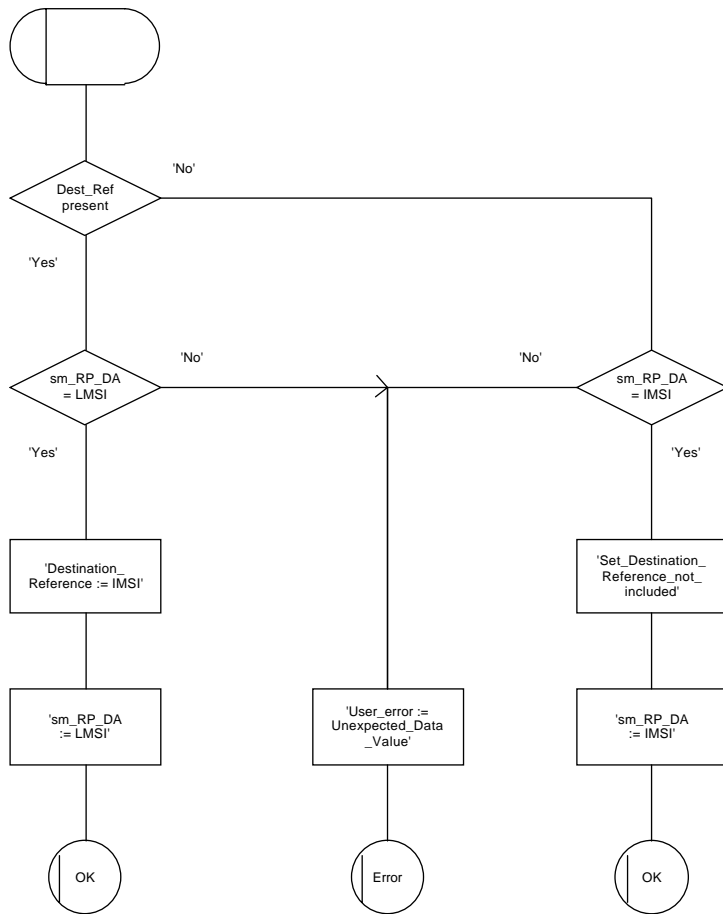 'No'
Dest_Ref
present
'Yes'
'No'
'No'
sm_RP_DA
= LMSI
sm_RP_DA
= IMSI
'Yes'
'Yes'
'Destination_
Reference := IMSI'
'Set_Destination_
Reference_not_
included'
'sm_RP_DA
:= LMSI'
'User_error :=
Unexpected_Data
_Value'
'sm_RP_DA
:= IMSI'
OK
Error
OK